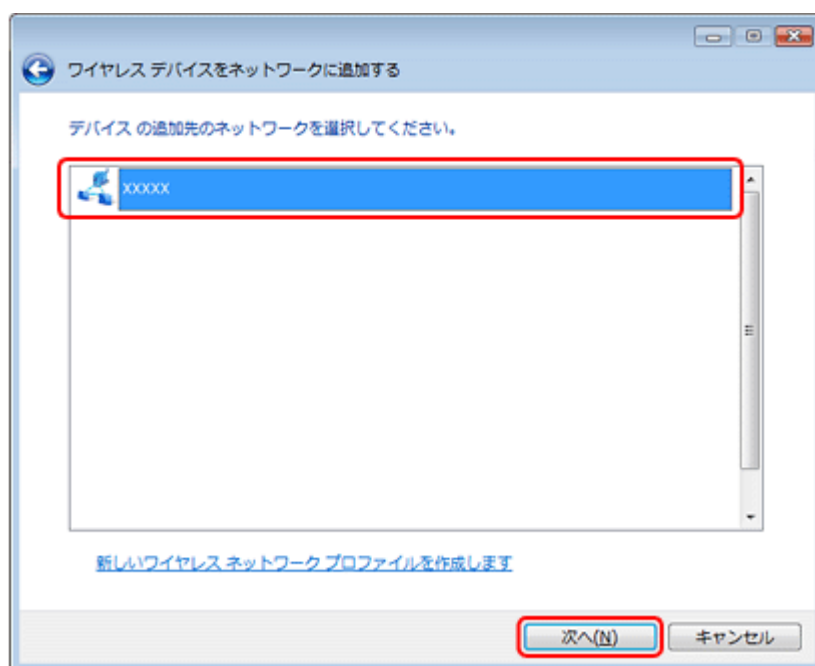 ワイヤレス デバイスをネットワークに追加する
デバイス の追加先のネットワークを選択してください。
xxxxx
新しいワイヤレス ネットワーク プロファイルを作成します
次へ(N)
キャンセル